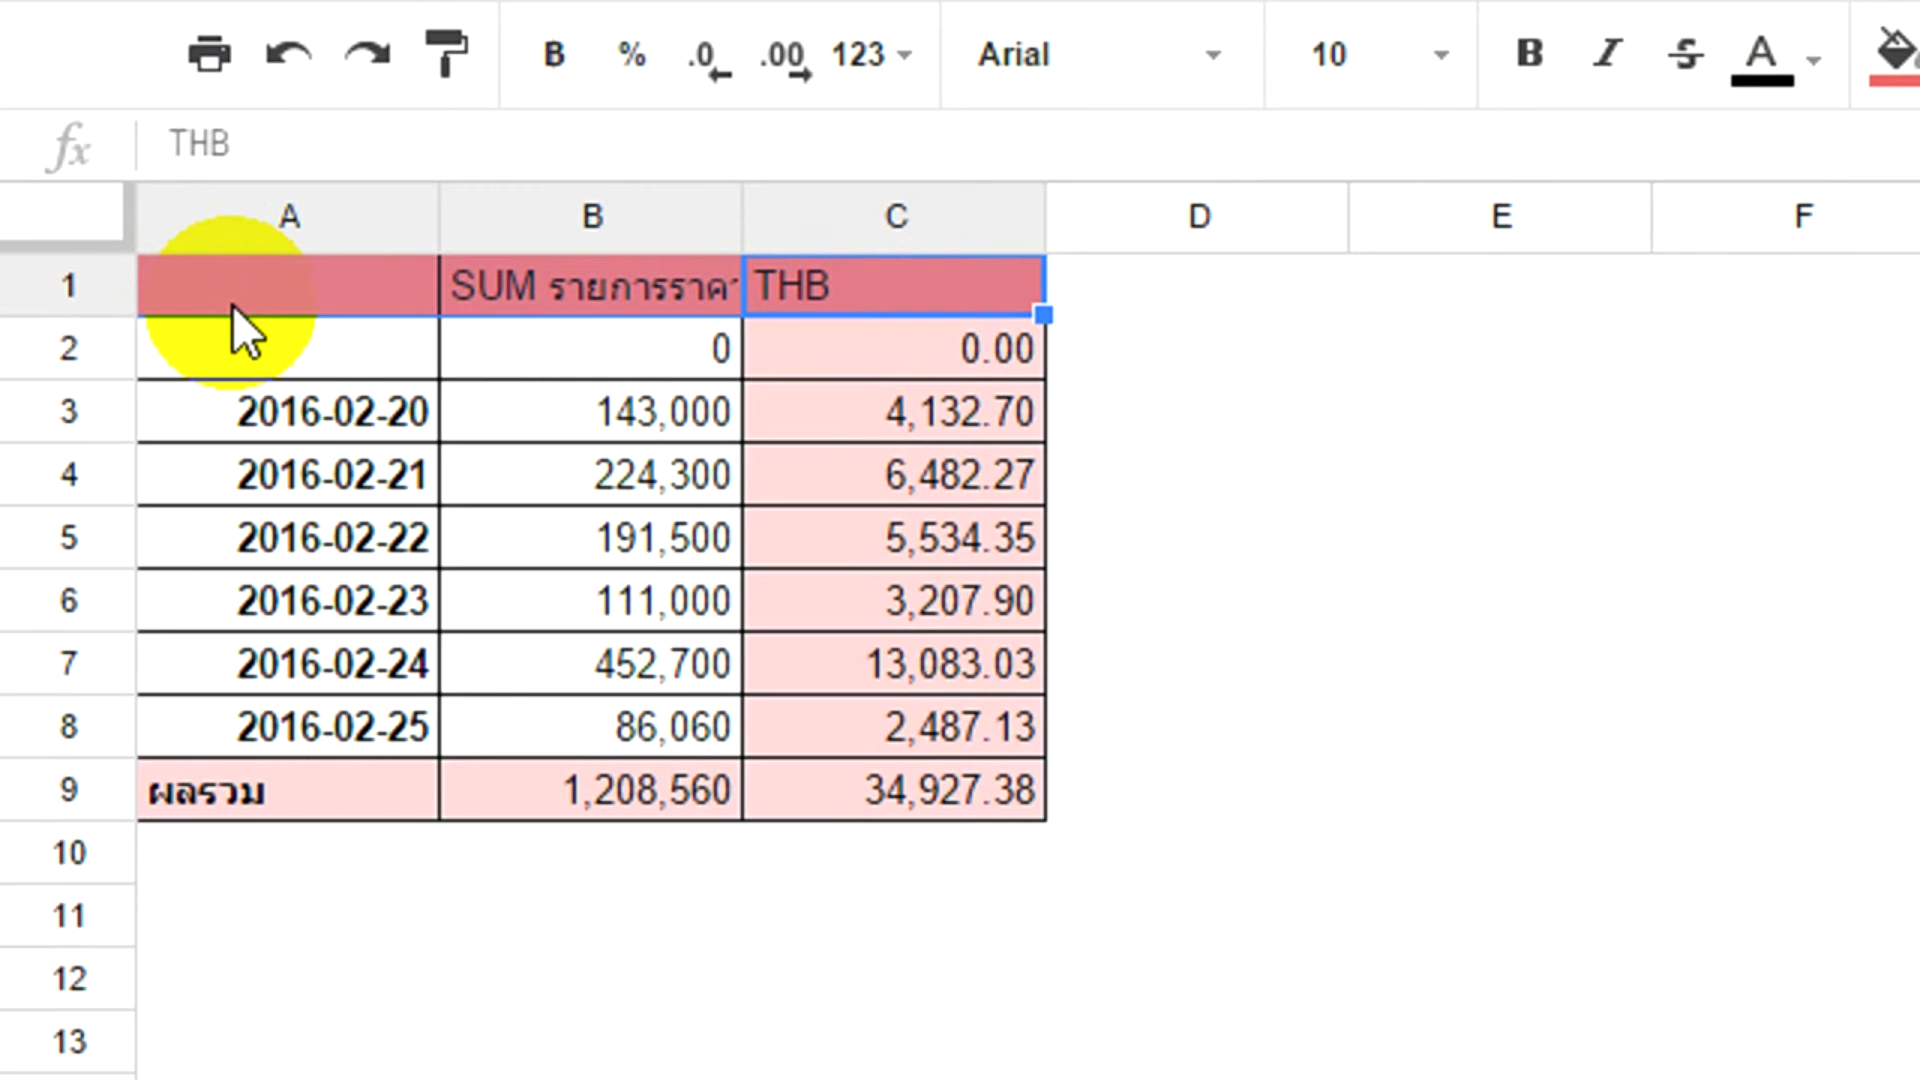 B % .0 .00 123 Arial 10 B I S A
fx THB
A B C D E F
1 SUM รายการราคา THB
2 0 0.00
3 2016-02-20 143,000 4,132.70
4 2016-02-21 224,300 6,482.27
5 2016-02-22 191,500 5,534.35
6 2016-02-23 111,000 3,207.90
7 2016-02-24 452,700 13,083.03
8 2016-02-25 86,060 2,487.13
9 ผลรวม 1,208,560 34,927.38
10
11
12
13